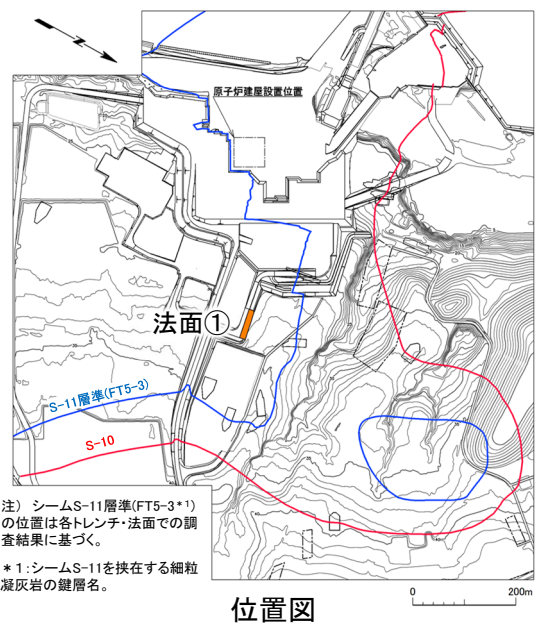 原子炉建屋設置位置
法面①
S-11層準(FT5-3)
S-10
注) シームS-11層準(FT5-3*¹)
の位置は各トレンチ・法面での調
査結果に基づく。
*1:シームS-11を挟在する細粒
凝灰岩の鍵層名。
位置図
0 200m